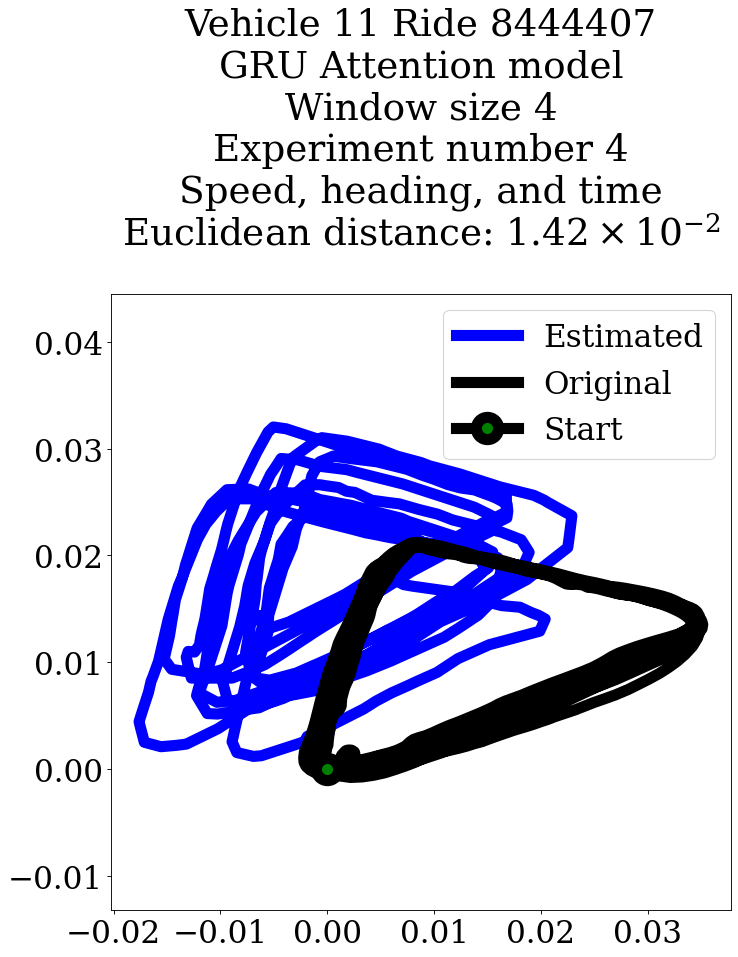 Vehicle 11 Ride 8444407
GRU Attention model
Window size 4
Experiment number 4
Speed, heading, and time
Euclidean distance: 1.42 × 10⁻²
Estimated
Original
Start
0.04
0.03
0.02
0.01
0.00
−0.01
−0.02 −0.01 0.00 0.01 0.02 0.03